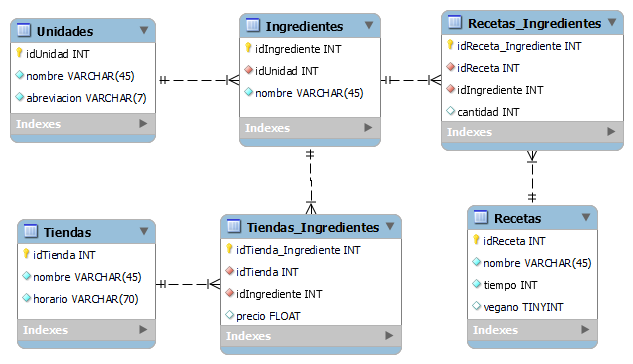 Unidades
idUnidad INT
nombre VARCHAR(45)
abreviacion VARCHAR(7)
Indexes
Ingredientes
idIngrediente INT
idUnidad INT
nombre VARCHAR(45)
Indexes
Recetas_Ingredientes
idReceta_Ingrediente INT
idReceta INT
idIngrediente INT
cantidad INT
Indexes
Tiendas
idTienda INT
nombre VARCHAR(45)
horario VARCHAR(70)
Indexes
Tiendas_Ingredientes
idTienda_Ingrediente INT
idTienda INT
idIngrediente INT
precio FLOAT
Indexes
Recetas
idReceta INT
nombre VARCHAR(45)
tiempo INT
vegano TINYINT
Indexes